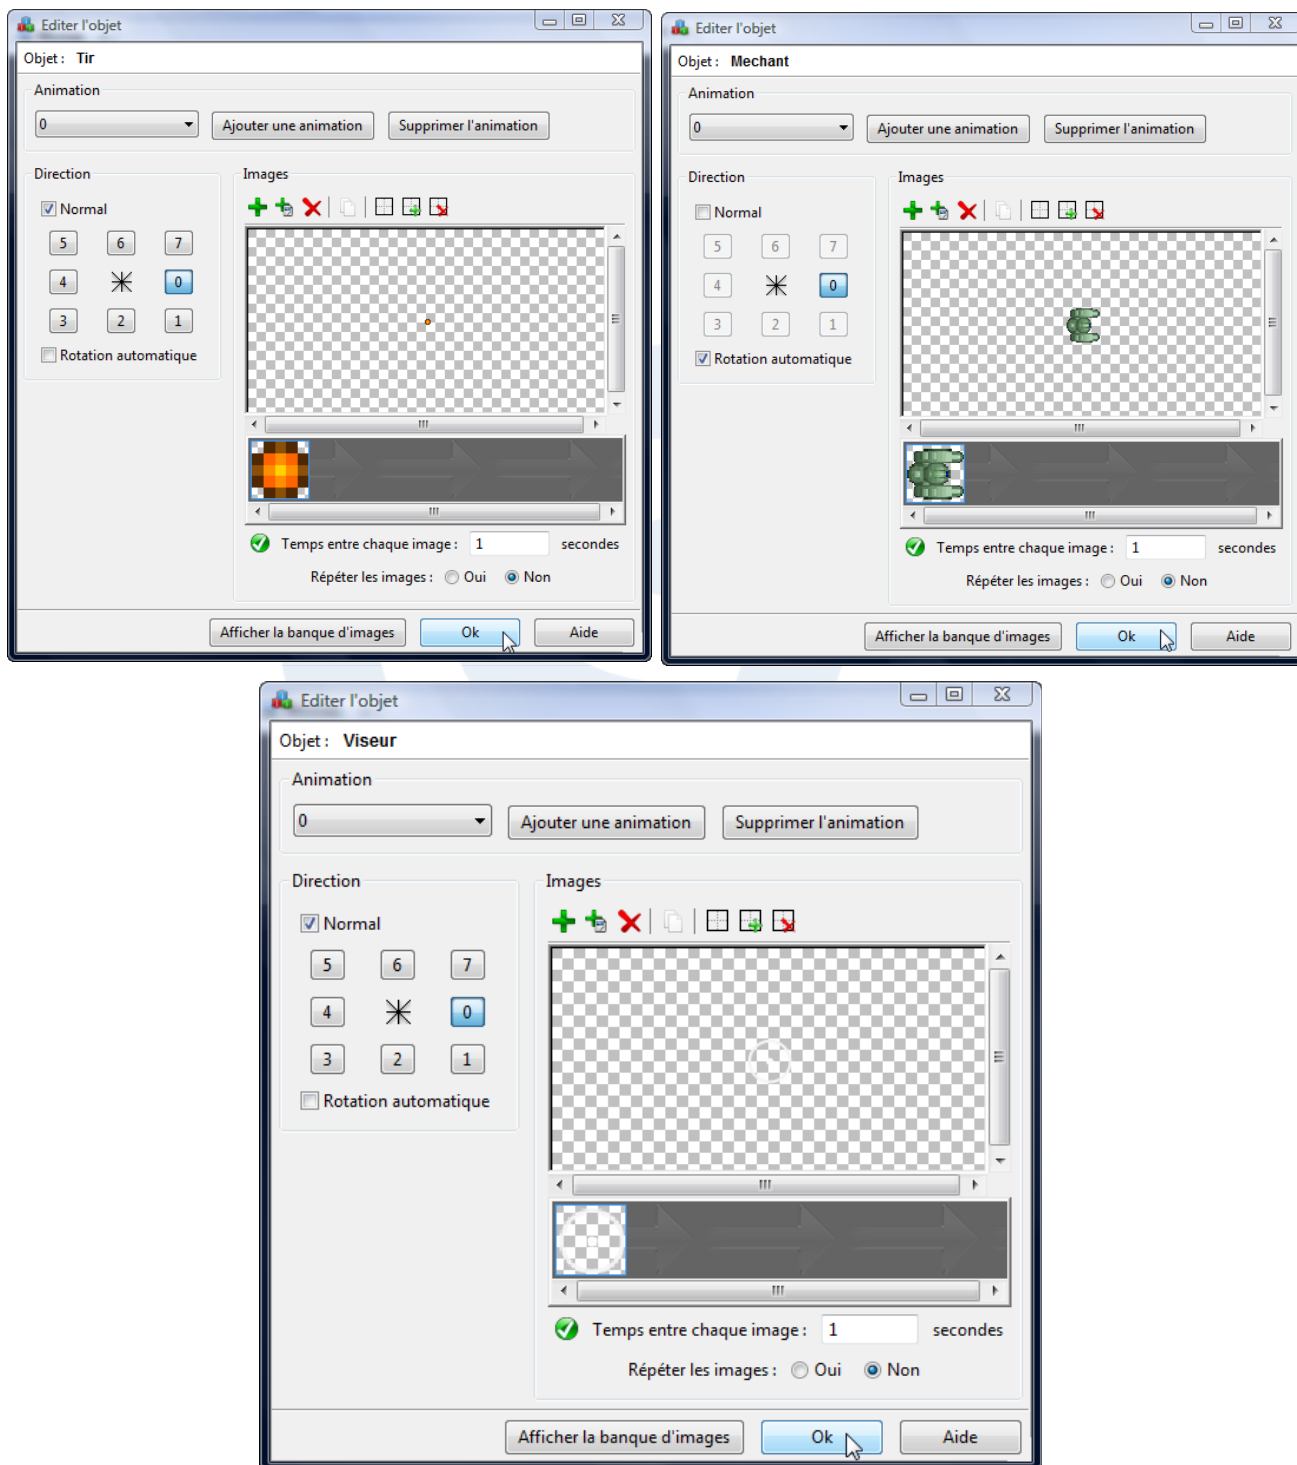 Editer l'objet
Objet : Tir
Animation
0
Ajouter une animation
Supprimer l'animation
Direction
Normal
5 6 7
4 0
3 2 1
Rotation automatique
Images
Temps entre chaque image : 1 secondes
Répéter les images : Oui Non
Afficher la banque d'images
Ok
Aide
Editer l'objet
Objet : Mechant
Animation
0
Ajouter une animation
Supprimer l'animation
Direction
Normal
5 6 7
4 0
3 2 1
Rotation automatique
Images
Temps entre chaque image : 1 secondes
Répéter les images : Oui Non
Afficher la banque d'images
Ok
Aide
Editer l'objet
Objet : Viseur
Animation
0
Ajouter une animation
Supprimer l'animation
Direction
Normal
5 6 7
4 0
3 2 1
Rotation automatique
Images
Temps entre chaque image : 1 secondes
Répéter les images : Oui Non
Afficher la banque d'images
Ok
Aide